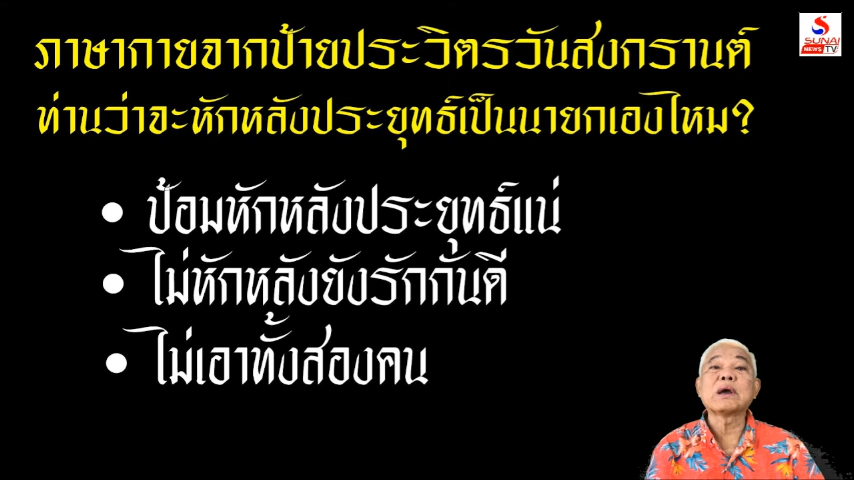 ภาษากายจากป้ายประวิตรวันสงกรานต์
SUNAI
NEWS TV
ท่านว่าจะหักหลังประยุทธ์เป็นนายกเองไหม?
• ป้อมหักหลังประยุทธ์แน่
• ไม่หักหลังยังรักกันดี
• ไม่เอาทั้งสองคน